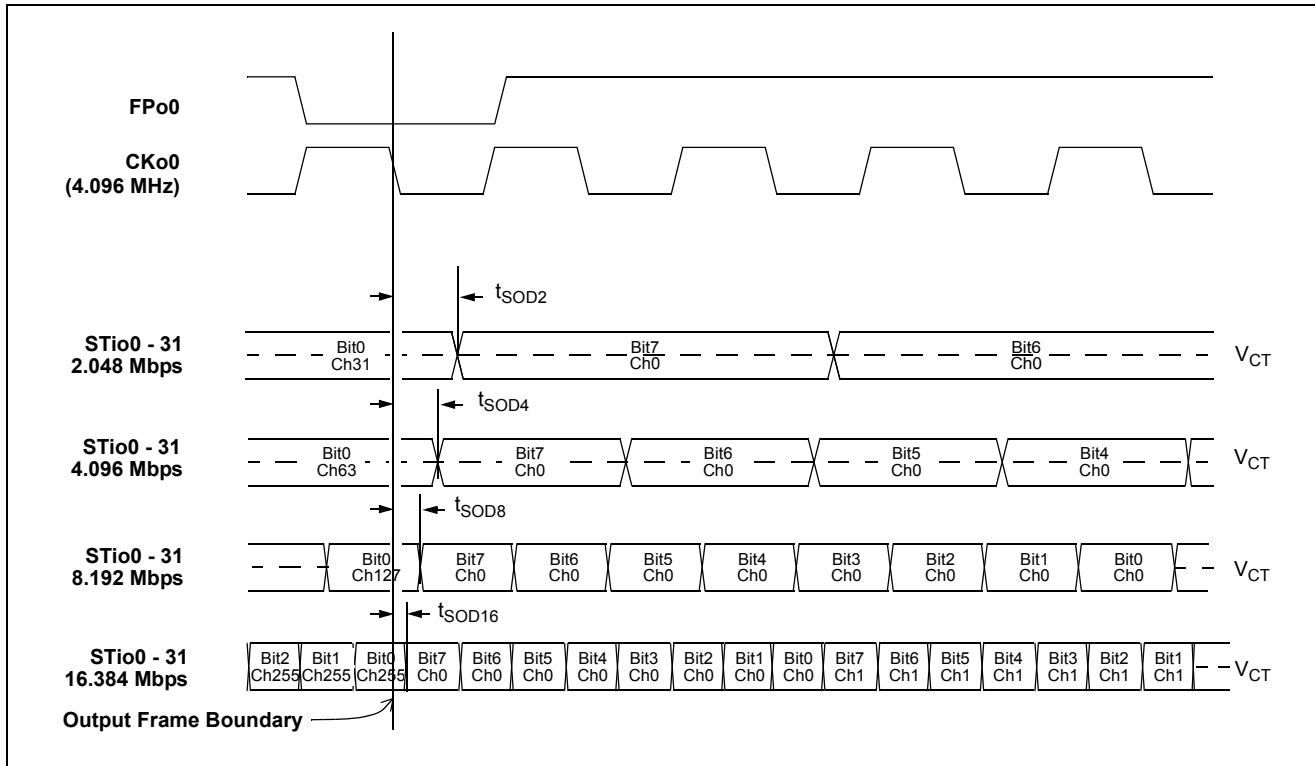 FPo0
CKo0
(4.096 MHz)
tSOD2
STio0 - 31
2.048 Mbps
Bit0
Ch31
Bit7
Ch0
Bit6
Ch0
VCT
tSOD4
STio0 - 31
4.096 Mbps
Bit0
Ch63
Bit7
Ch0
Bit6
Ch0
Bit5
Ch0
Bit4
Ch0
VCT
tSOD8
STio0 - 31
8.192 Mbps
Bit0
Ch127
Bit7
Ch0
Bit6
Ch0
Bit5
Ch0
Bit4
Ch0
Bit3
Ch0
Bit2
Ch0
Bit1
Ch0
Bit0
Ch0
VCT
tSOD16
STio0 - 31
16.384 Mbps
Bit2
Ch255
Bit1
Ch255
Bit0
Ch255
Bit7
Ch0
Bit6
Ch0
Bit5
Ch0
Bit4
Ch0
Bit3
Ch0
Bit2
Ch0
Bit1
Ch0
Bit0
Ch0
Bit7
Ch1
Bit6
Ch1
Bit5
Ch1
Bit4
Ch1
Bit3
Ch1
Bit2
Ch1
Bit1
Ch1
VCT
Output Frame Boundary